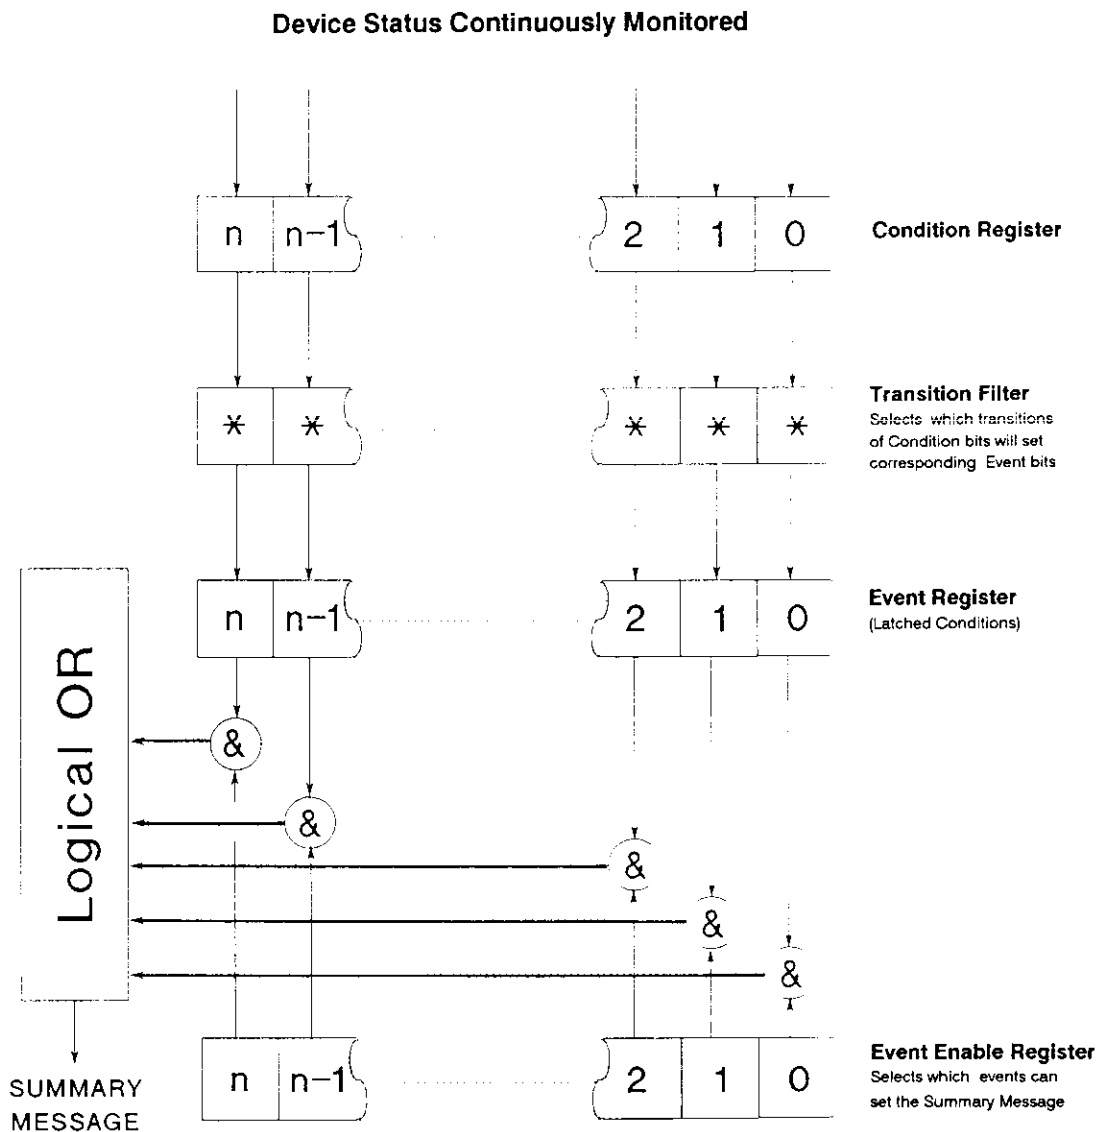 Device Status Continuously Monitored
n n-1 2 1 0
Condition Register
Transition Filter
* * * * *
Selects which transitions
of Condition bits will set
corresponding Event bits
Event Register
n n-1 2 1 0
(Latched Conditions)
Logical OR
&
&
&
&
&
Event Enable Register
n n-1 2 1 0
Selects which events can
set the Summary Message
SUMMARY
MESSAGE